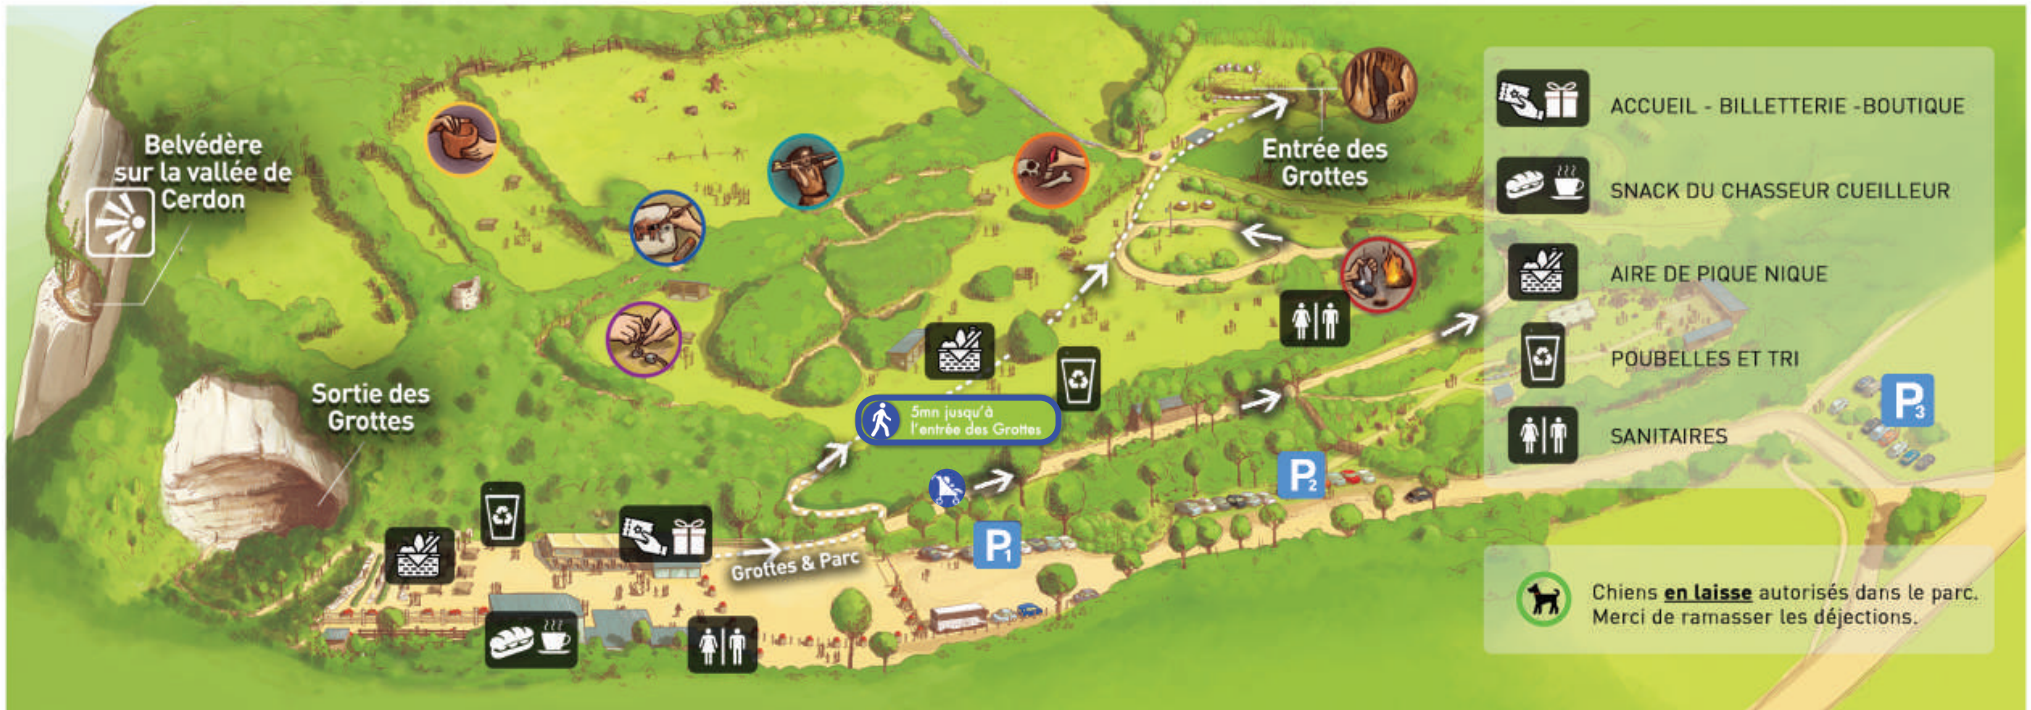 Belvédère
sur la vallée de
Cerdon
Entrée des
Grottes
Sortie des
Grottes
5mn jusqu'à
l'entrée des Grottes
Grottes & Parc
P1
P2
P3
ACCUEIL - BILLETTERIE -BOUTIQUE
SNACK DU CHASSEUR CUEILLEUR
AIRE DE PIQUE NIQUE
POUBELLES ET TRI
SANITAIRES
Chiens en laisse autorisés dans le parc.
Merci de ramasser les déjections.